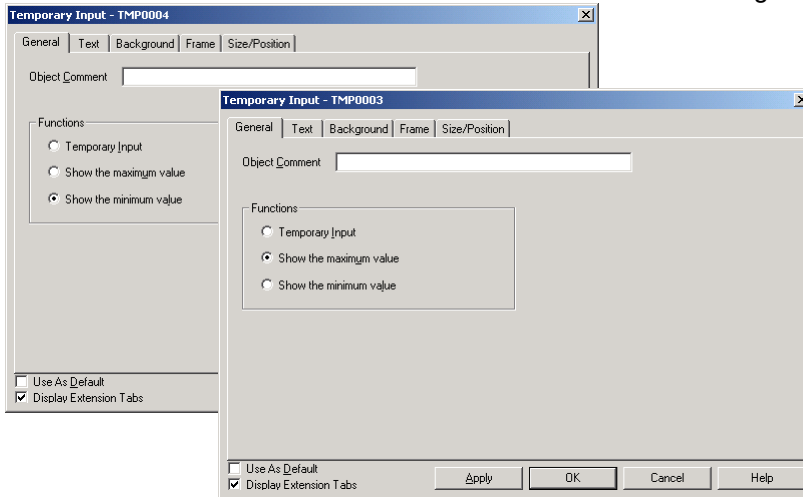 g
Temporary Input - TMP0004
General Text Background Frame Size/Position
Object Comment
Functions
Temporary Input
Show the maximum value
Show the minimum value
Use As Default
Display Extension Tabs
Temporary Input - TMP0003
General Text Background Frame Size/Position
Object Comment
Functions
Temporary Input
Show the maximum value
Show the minimum value
Use As Default
Display Extension Tabs
Apply OK Cancel Help